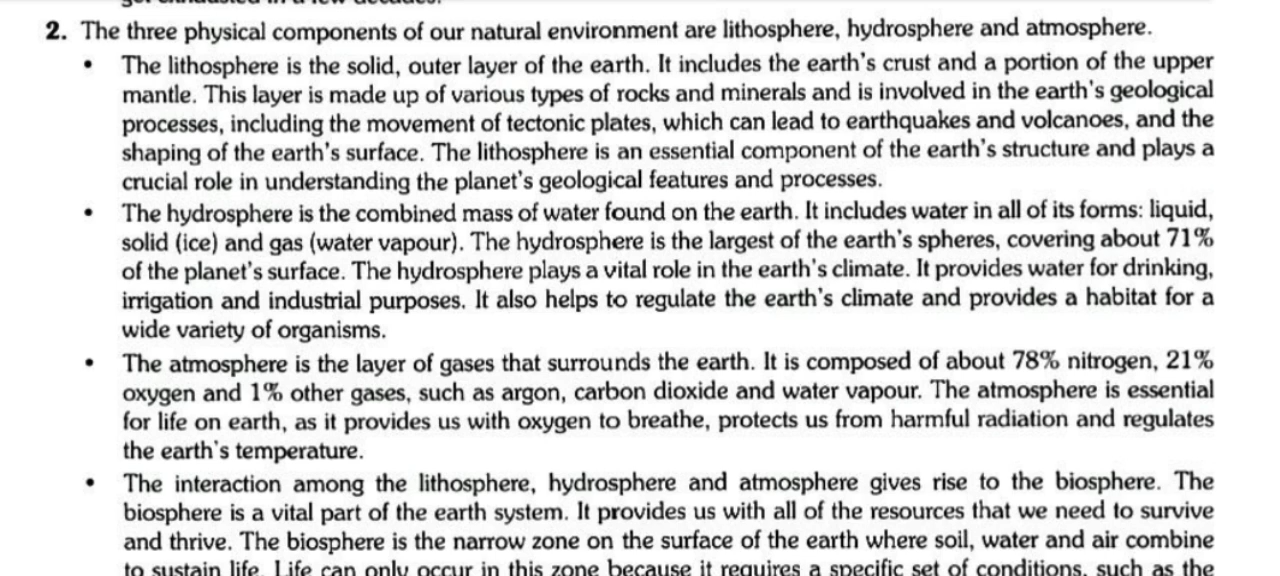 2. The three physical components of our natural environment are lithosphere, hydrosphere and atmosphere.
• The lithosphere is the solid, outer layer of the earth. It includes the earth's crust and a portion of the upper
mantle. This layer is made up of various types of rocks and minerals and is involved in the earth's geological
processes, including the movement of tectonic plates, which can lead to earthquakes and volcanoes, and the
shaping of the earth's surface. The lithosphere is an essential component of the earth's structure and plays a
crucial role in understanding the planet's geological features and processes.
• The hydrosphere is the combined mass of water found on the earth. It includes water in all of its forms: liquid,
solid (ice) and gas (water vapour). The hydrosphere is the largest of the earth's spheres, covering about 71%
of the planet's surface. The hydrosphere plays a vital role in the earth's climate. It provides water for drinking,
irrigation and industrial purposes. It also helps to regulate the earth's climate and provides a habitat for a
wide variety of organisms.
• The atmosphere is the layer of gases that surrounds the earth. It is composed of about 78% nitrogen, 21%
oxygen and 1% other gases, such as argon, carbon dioxide and water vapour. The atmosphere is essential
for life on earth, as it provides us with oxygen to breathe, protects us from harmful radiation and regulates
the earth's temperature.
• The interaction among the lithosphere, hydrosphere and atmosphere gives rise to the biosphere. The
biosphere is a vital part of the earth system. It provides us with all of the resources that we need to survive
and thrive. The biosphere is the narrow zone on the surface of the earth where soil, water and air combine
to sustain life. Life can only occur in this zone because it requires a specific set of conditions, such as the